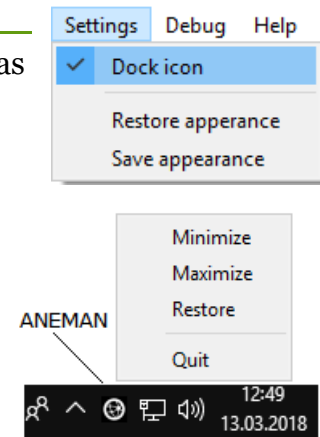 Settings Debug Help
as
Dock icon
Restore apperance
Save appearance
Minimize
Maximize
Restore
ANEMAN
Quit
12:49
13.03.2018